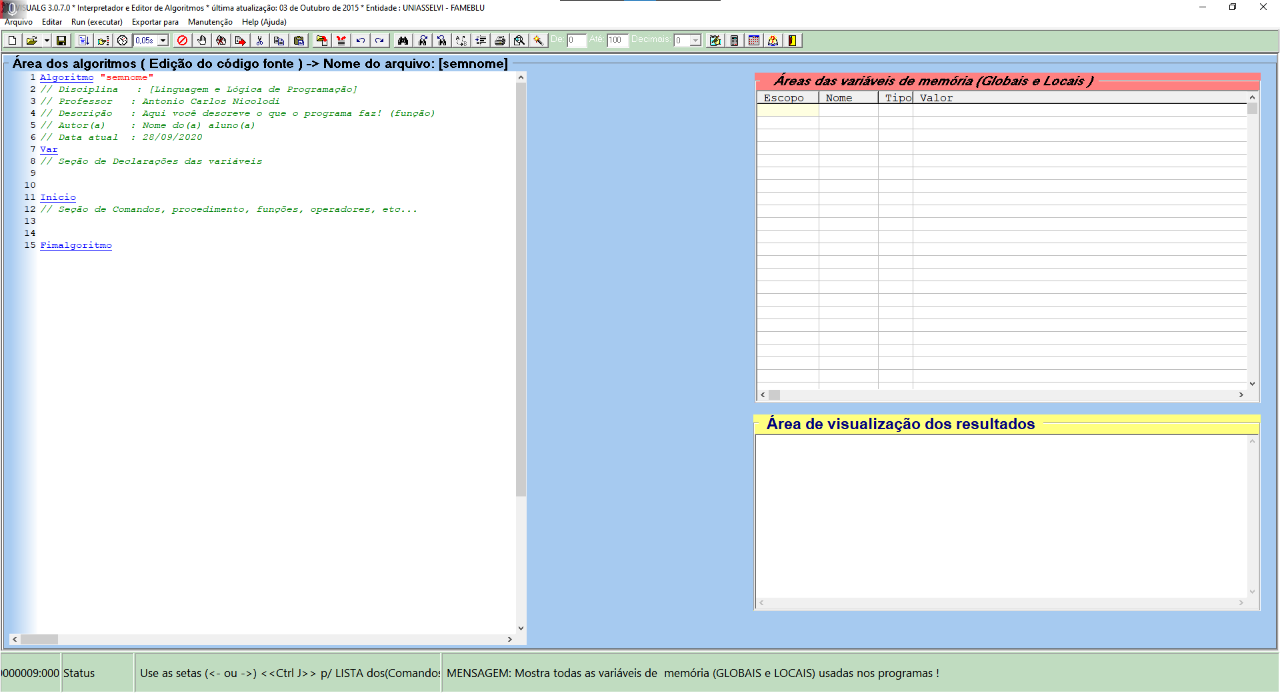 VISUALG 3.0.7.0 * Interpretador e Editor de Algoritmos * última atualização: 03 de Outubro de 2015 * Entidade : UNIASSELVI - FAMEBLU
Arquivo Editar Run (executar) Exportar para Manutenção Help (Ajuda)
0,05s De: 0 Até 100 Decimais: 0
Área dos algoritmos ( Edição do código fonte ) -> Nome do arquivo: [semnome]
1 Algoritmo "semnome"
2 // Disciplina : [Linguagem e Lógica de Programação]
3 // Professor : Antonio Carlos Nicolodi
4 // Descrição : Aqui você descreve o que o programa faz! (função)
5 // Autor(a) : Nome do(a) aluno(a)
6 // Data atual : 28/09/2020
7 Var
8 // Seção de Declarações das variáveis
9
10
11 Inicio
12 // Seção de Comandos, procedimento, funções, operadores, etc...
13
14
15 Fimalgoritmo
Áreas das variáveis de memória (Globais e Locais )
Escopo Nome Tipo Valor
Área de visualização dos resultados
0000009:000 Status Use as setas (<- ou ->) <<Ctrl J>> p/ LISTA dos(Comandos MENSAGEM: Mostra todas as variáveis de memória (GLOBAIS e LOCAIS) usadas nos programas !